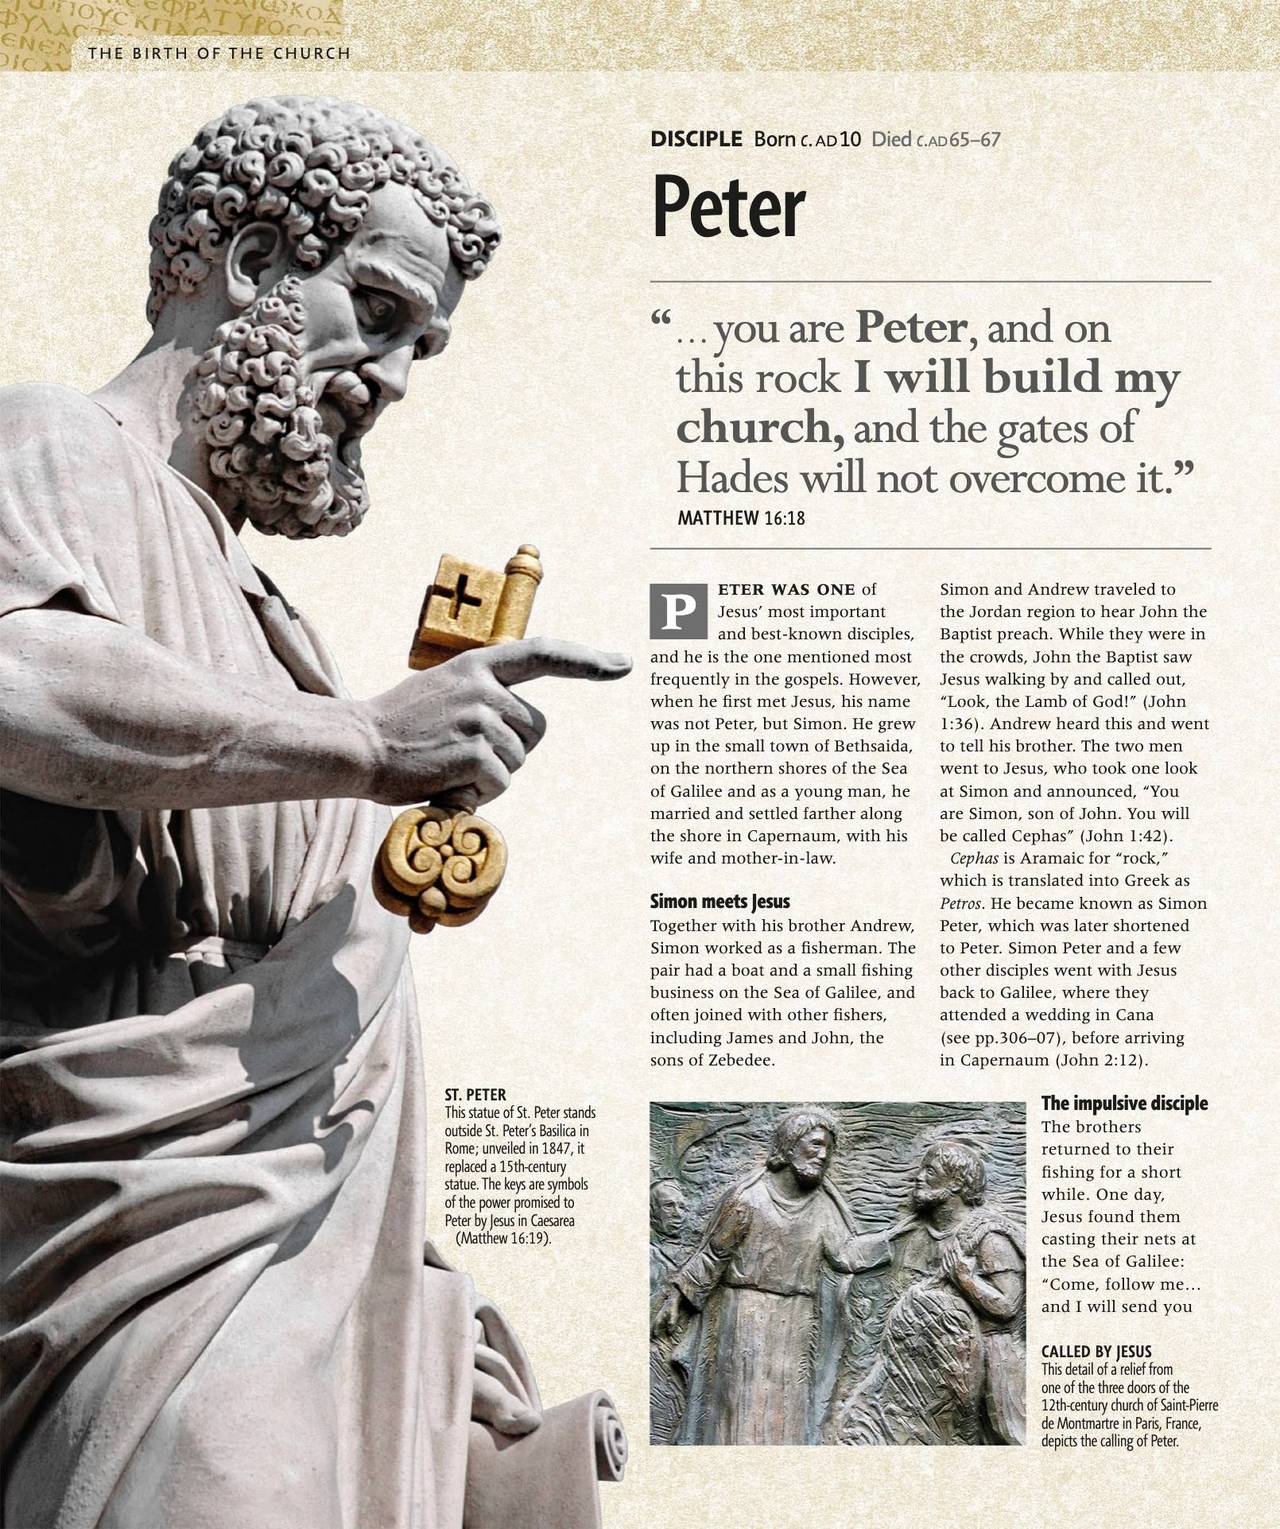 THE BIRTH OF THE CHURCH
DISCIPLE Born c. AD 10 Died c.AD 65–67
Peter
“…you are Peter, and on
this rock I will build my
church, and the gates of
Hades will not overcome it.”
MATTHEW 16:18
PETER WAS ONE of
Jesus’ most important
and best-known disciples,
and he is the one mentioned most
frequently in the gospels. However,
when he first met Jesus, his name
was not Peter, but Simon. He grew
up in the small town of Bethsaida,
on the northern shores of the Sea
of Galilee and as a young man, he
married and settled farther along
the shore in Capernaum, with his
wife and mother-in-law.
Simon meets Jesus
Together with his brother Andrew,
Simon worked as a fisherman. The
pair had a boat and a small fishing
business on the Sea of Galilee, and
often joined with other fishers,
including James and John, the
sons of Zebedee.
Simon and Andrew traveled to
the Jordan region to hear John the
Baptist preach. While they were in
the crowds, John the Baptist saw
Jesus walking by and called out,
“Look, the Lamb of God!” (John
1:36). Andrew heard this and went
to tell his brother. The two men
went to Jesus, who took one look
at Simon and announced, “You
are Simon, son of John. You will
be called Cephas” (John 1:42).
Cephas is Aramaic for “rock,”
which is translated into Greek as
Petros. He became known as Simon
Peter, which was later shortened
to Peter. Simon Peter and a few
other disciples went with Jesus
back to Galilee, where they
attended a wedding in Cana
(see pp.306–07), before arriving
in Capernaum (John 2:12).
The impulsive disciple
The brothers
returned to their
fishing for a short
while. One day,
Jesus found them
casting their nets at
the Sea of Galilee:
“Come, follow me…
and I will send you
ST. PETER
This statue of St. Peter stands
outside St. Peter’s Basilica in
Rome; unveiled in 1847, it
replaced a 15th-century
statue. The keys are symbols
of the power promised to
Peter by Jesus in Caesarea
(Matthew 16:19).
CALLED BY JESUS
This detail of a relief from
one of the three doors of the
12th-century church of Saint-Pierre
de Montmartre in Paris, France,
depicts the calling of Peter.